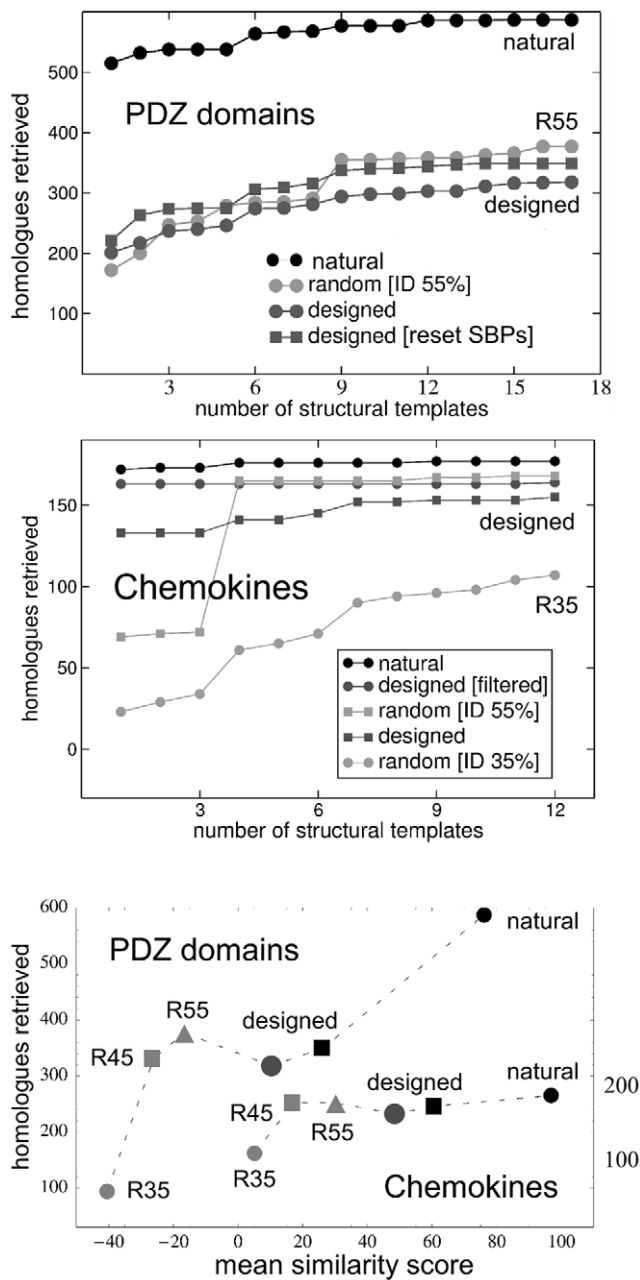 homologues retrieved
500
400
300
200
100
natural
PDZ domains
R55
designed
natural
random [ID 55%]
designed
designed [reset SBPs]
3
6
9
12
15
18
number of structural templates
homologues retrieved
150
100
50
0
designed
Chemokines
R35
natural
designed [filtered]
random [ID 55%]
designed
random [ID 35%]
3
6
9
12
number of structural templates
homologues retrieved
600
500
400
300
200
100
PDZ domains
natural
R55
designed
R45
natural
designed
200
R45
R55
R35
R35
100
Chemokines
−40
−20
0
20
40
60
80
100
mean similarity score